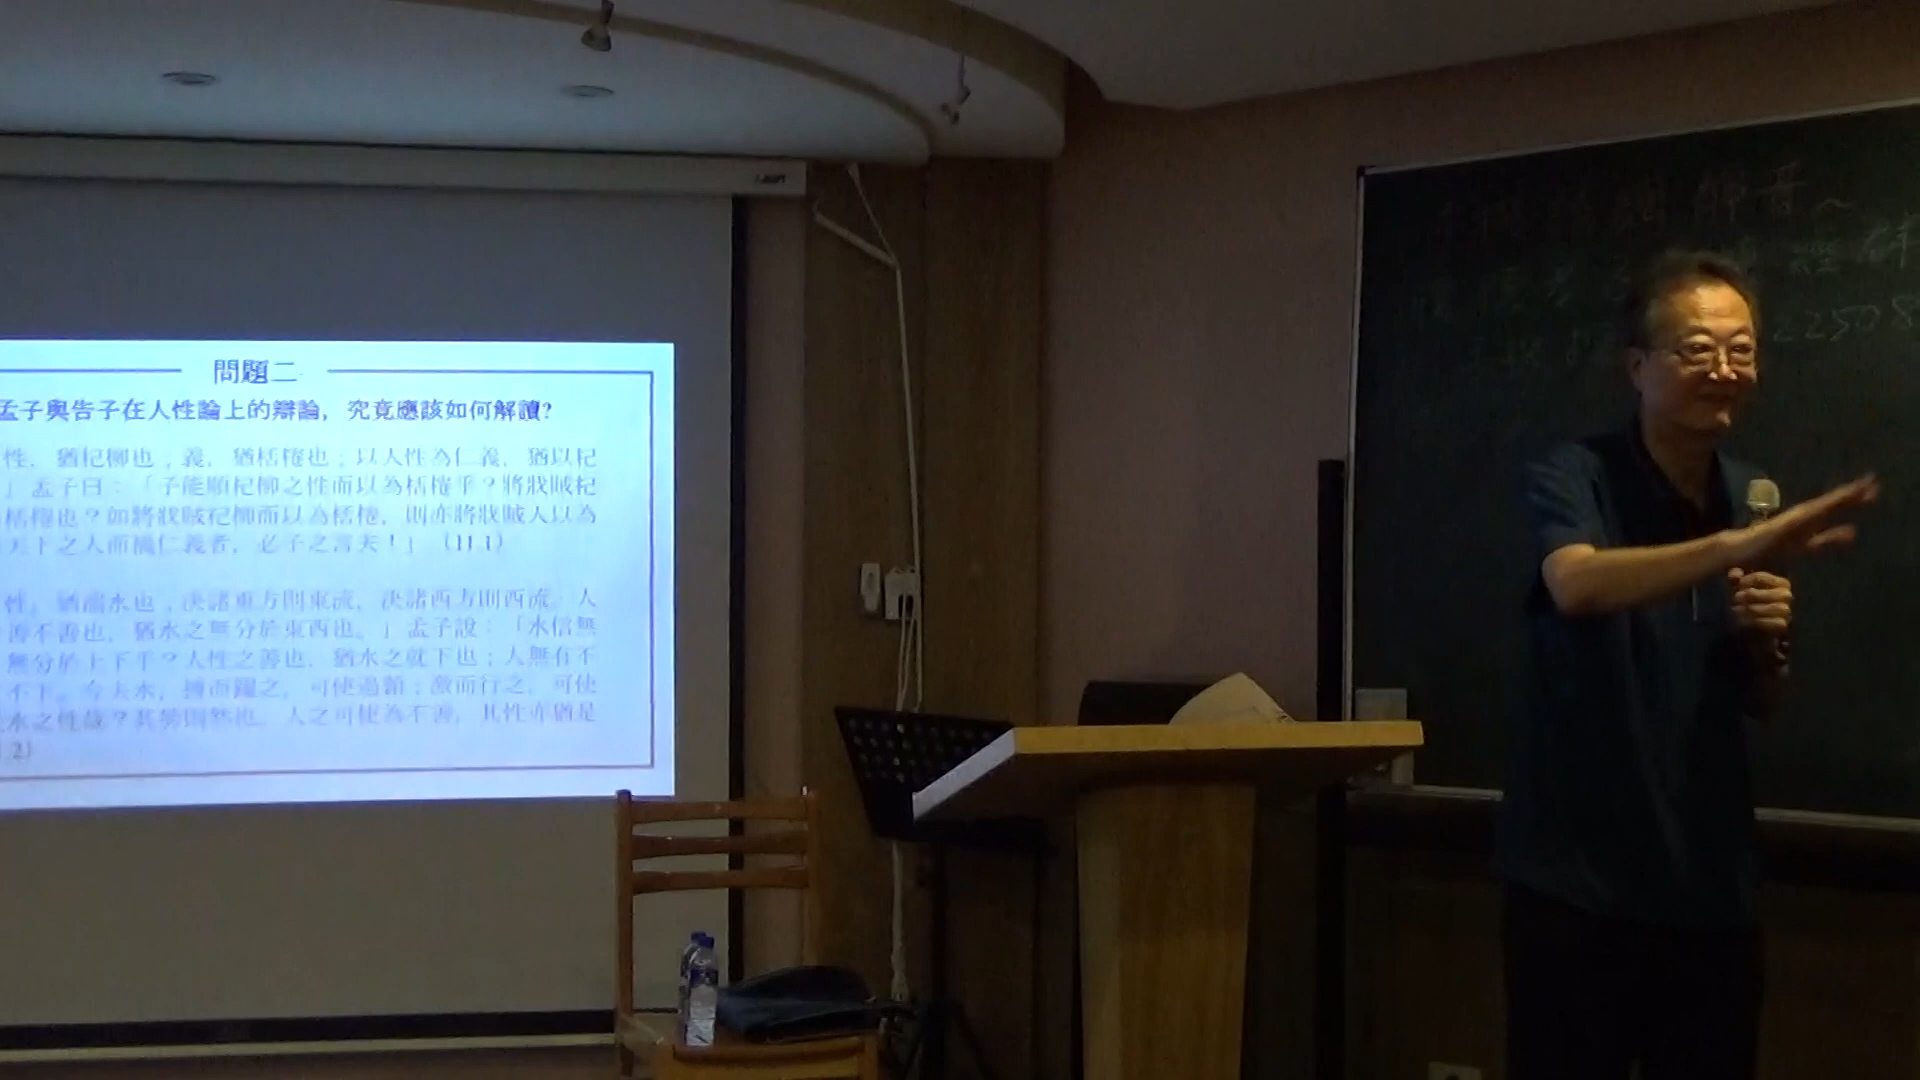 問題二
孟子與告子在人性論上的辯論，究竟應該如何解讀?
性，猶杞柳也；義，猶桮棬也；以人性為仁義，猶以杞
」孟子曰：「子能順杞柳之性而以為桮棬乎？將戕賊杞
桮棬也？如將戕賊杞柳而以為桮棬，則亦將戕賊人以為
天下之人而禍仁義者，必子之言夫！」（11.1）
性，猶湍水也，決諸東方則東流，決諸西方則西流。人
善不善也，猶水之無分於東西也。」孟子說：「水信無
無分於上下乎？人性之善也，猶水之就下也；人無有不
不下。今夫水，搏而躍之，可使過顙；激而行之，可使
水之性哉？其勢則然也。人之可使為不善，其性亦猶是
2）
靜音～
22508